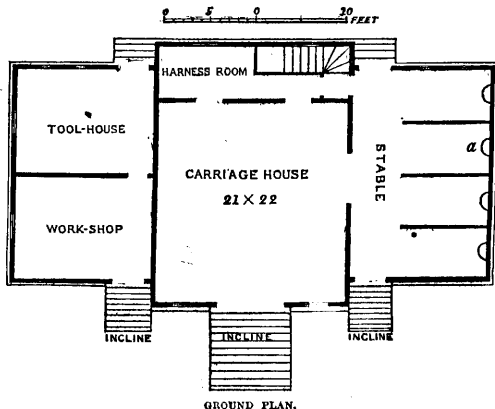 0 5 0 20
FEET
HARNESS ROOM
TOOL-HOUSE
CARRIAGE HOUSE
21 × 22
STABLE
a
WORK-SHOP
INCLINE
INCLINE
INCLINE
GROUND PLAN.